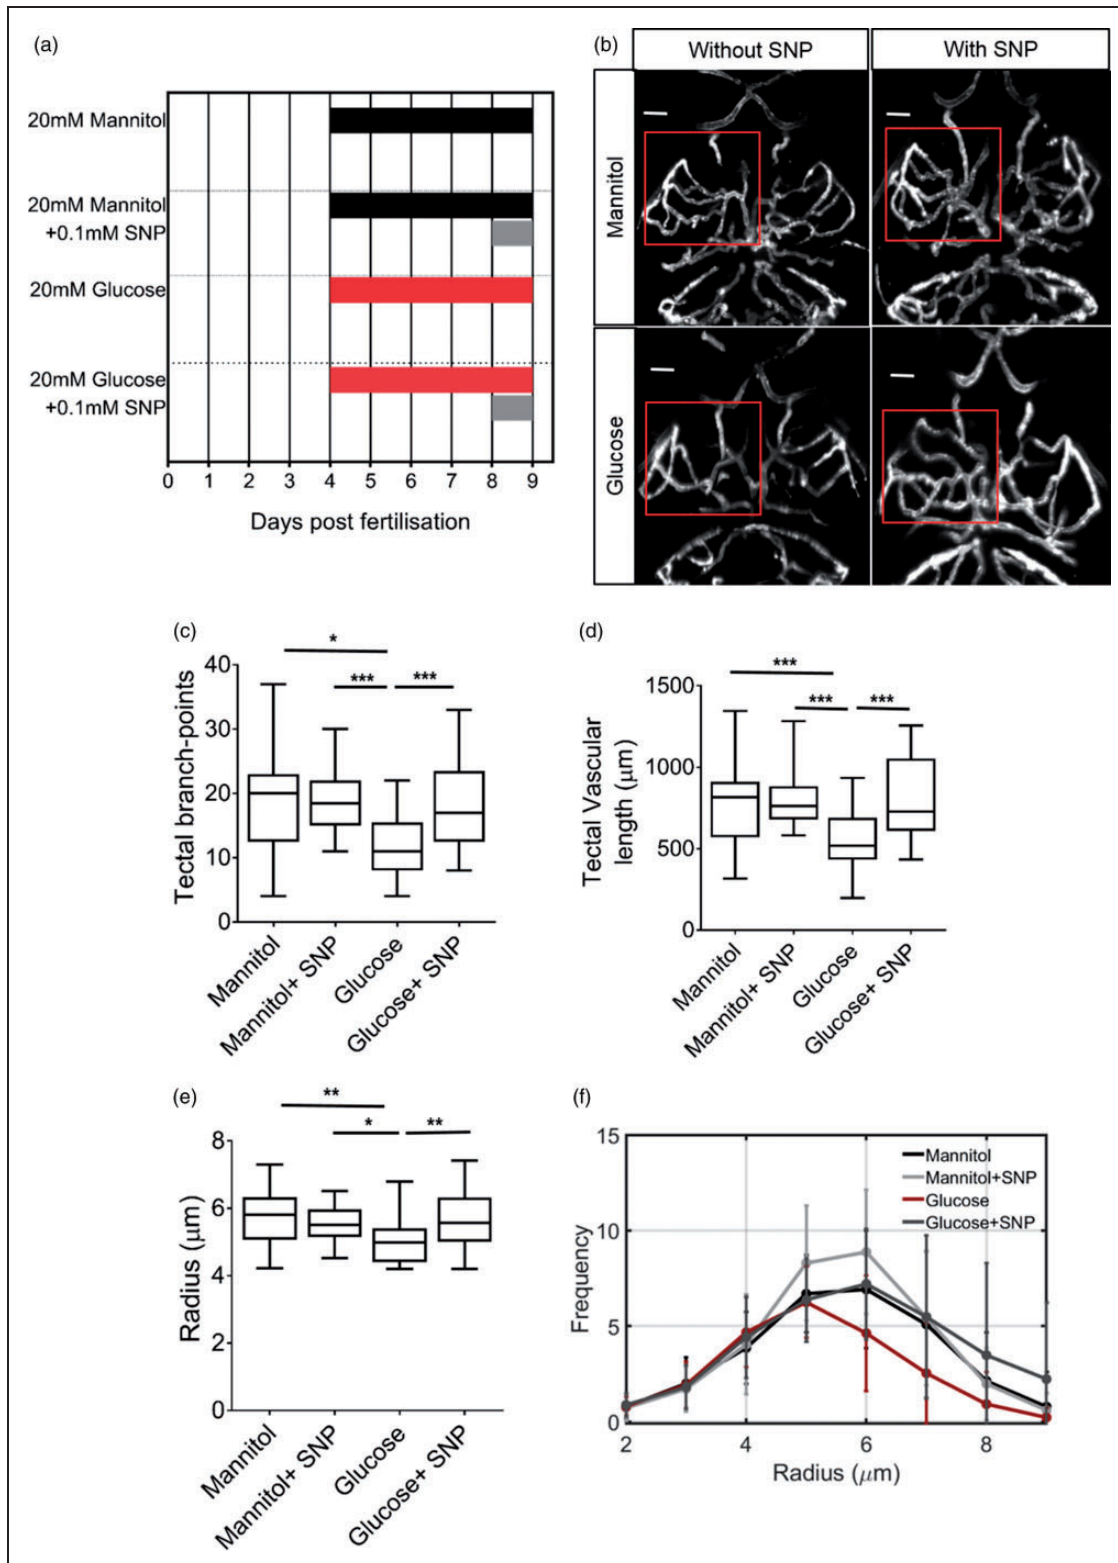 (a)
20mM Mannitol
20mM Mannitol
+0.1mM SNP
20mM Glucose
20mM Glucose
+0.1mM SNP
0 1 2 3 4 5 6 7 8 9
Days post fertilisation
(b)
Without SNP
With SNP
Mannitol
Glucose
(c)
*
***
***
40
30
20
10
0
Tectal branch-points
Mannitol
Mannitol+ SNP
Glucose
Glucose+ SNP
(d)
***
***
***
1500
1000
500
0
Tectal Vascular
length (μm)
Mannitol
Mannitol+ SNP
Glucose
Glucose+ SNP
(e)
**
*
**
8
6
4
2
0
Radius (μm)
Mannitol
Mannitol+ SNP
Glucose
Glucose+ SNP
(f)
15
10
5
0
Frequency
Mannitol
Mannitol+SNP
Glucose
Glucose+SNP
2 4 6 8
Radius (μm)